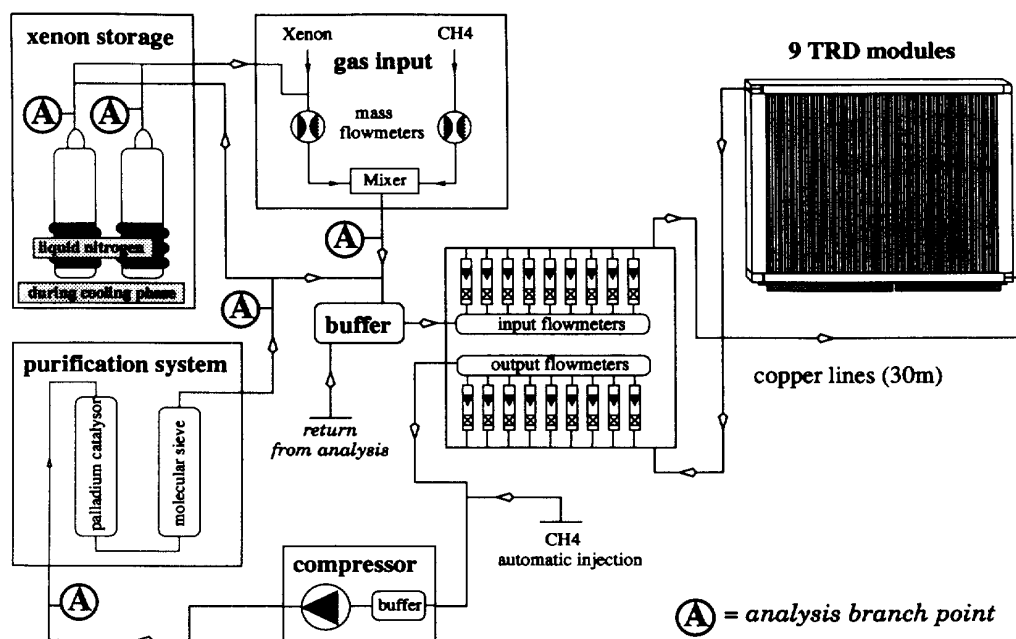 xenon storage
A
A
liquid nitrogen
during cooling phase
Xenon
CH4
gas input
mass
flowmeters
Mixer
A
9 TRD modules
A
buffer
input flowmeters
output flowmeters
return
from analysis
copper lines (30m)
purification system
palladium catalysor
molecular sieve
A
CH4
automatic injection
compressor
buffer
A = analysis branch point